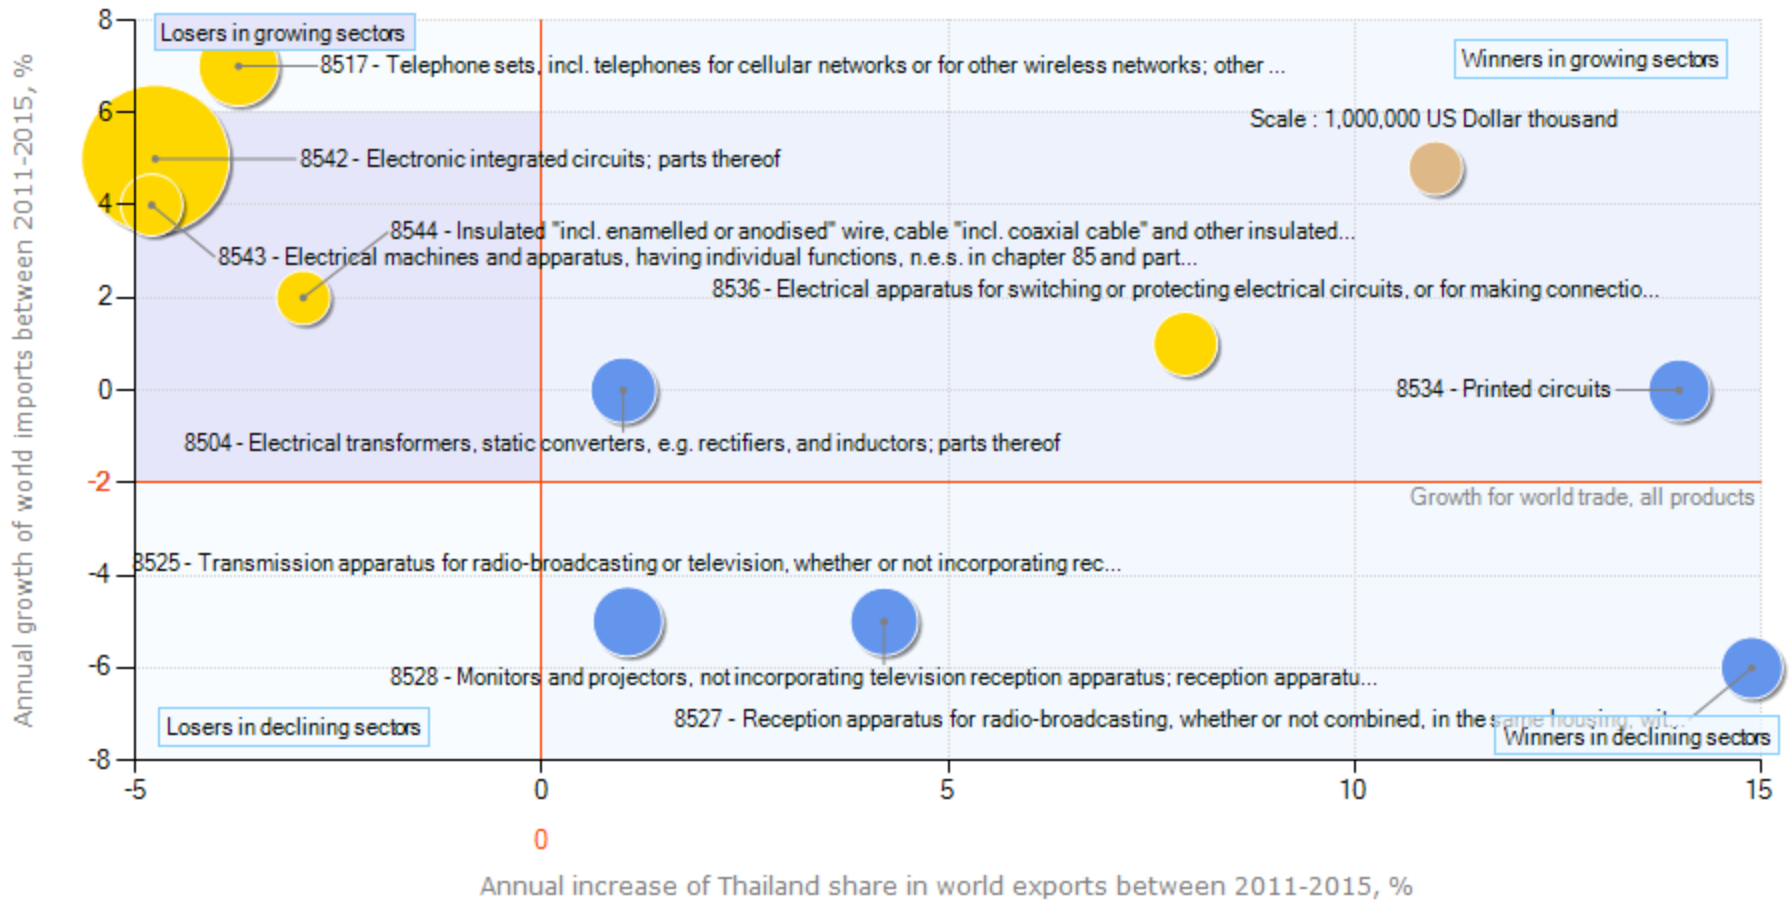 Annual growth of world imports between 2011-2015, %
8
Losers in growing sectors
Winners in growing sectors
8517 - Telephone sets, incl. telephones for cellular networks or for other wireless networks; other ...
6
Scale : 1,000,000 US Dollar thousand
8542 - Electronic integrated circuits; parts thereof
4
8544 - Insulated "incl. enamelled or anodised" wire, cable "incl. coaxial cable" and other insulated...
8543 - Electrical machines and apparatus, having individual functions, n.e.s. in chapter 85 and part...
2
8536 - Electrical apparatus for switching or protecting electrical circuits, or for making connectio...
0
8534 - Printed circuits
8504 - Electrical transformers, static converters, e.g. rectifiers, and inductors; parts thereof
-2
Growth for world trade, all products
8525 - Transmission apparatus for radio-broadcasting or television, whether or not incorporating rec...
-4
-6
8528 - Monitors and projectors, not incorporating television reception apparatus; reception apparatu...
8527 - Reception apparatus for radio-broadcasting, whether or not combined, in the same housing, wit...
Losers in declining sectors
Winners in declining sectors
-8
-5 0 5 10 15
0
Annual increase of Thailand share in world exports between 2011-2015, %